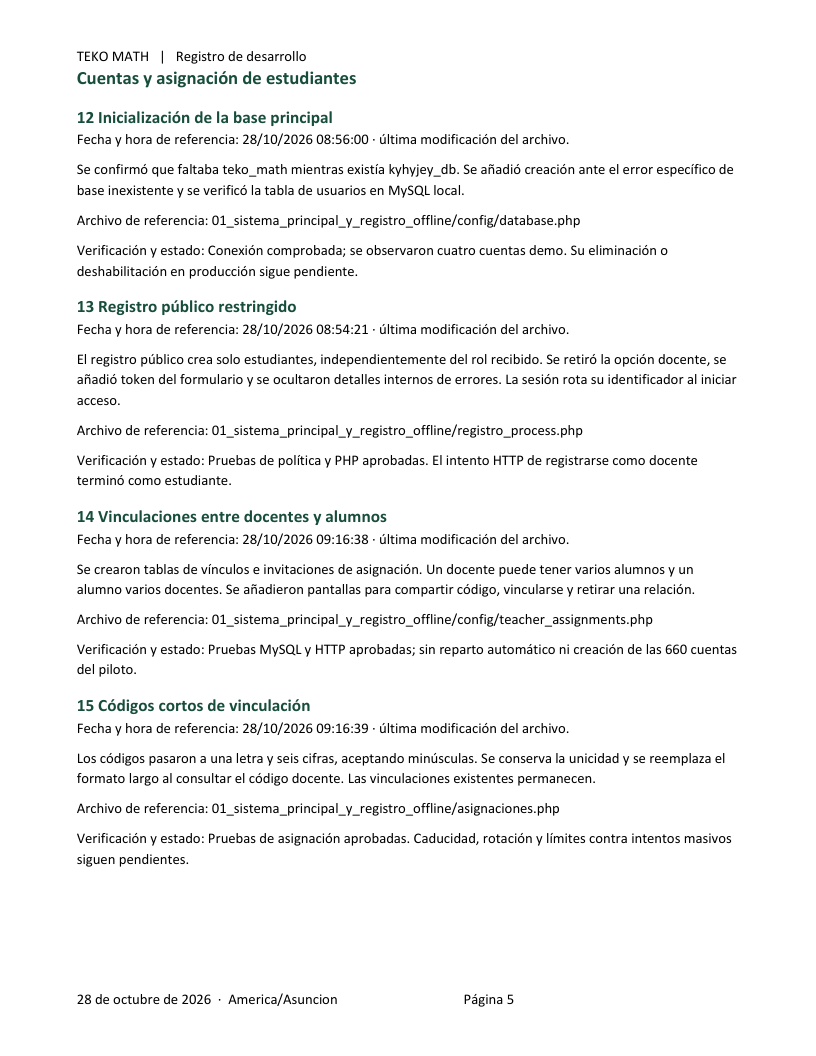 TEKO MATH | Registro de desarrollo
Cuentas y asignación de estudiantes
12 Inicialización de la base principal
Fecha y hora de referencia: 28/10/2026 08:56:00 · última modificación del archivo.
Se confirmó que faltaba teko_math mientras existía kyhyjey_db. Se añadió creación ante el error específico de
base inexistente y se verificó la tabla de usuarios en MySQL local.
Archivo de referencia: 01_sistema_principal_y_registro_offline/config/database.php
Verificación y estado: Conexión comprobada; se observaron cuatro cuentas demo. Su eliminación o
deshabilitación en producción sigue pendiente.
13 Registro público restringido
Fecha y hora de referencia: 28/10/2026 08:54:21 · última modificación del archivo.
El registro público crea solo estudiantes, independientemente del rol recibido. Se retiró la opción docente, se
añadió token del formulario y se ocultaron detalles internos de errores. La sesión rota su identificador al iniciar
acceso.
Archivo de referencia: 01_sistema_principal_y_registro_offline/registro_process.php
Verificación y estado: Pruebas de política y PHP aprobadas. El intento HTTP de registrarse como docente
terminó como estudiante.
14 Vinculaciones entre docentes y alumnos
Fecha y hora de referencia: 28/10/2026 09:16:38 · última modificación del archivo.
Se crearon tablas de vínculos e invitaciones de asignación. Un docente puede tener varios alumnos y un
alumno varios docentes. Se añadieron pantallas para compartir código, vincularse y retirar una relación.
Archivo de referencia: 01_sistema_principal_y_registro_offline/config/teacher_assignments.php
Verificación y estado: Pruebas MySQL y HTTP aprobadas; sin reparto automático ni creación de las 660 cuentas
del piloto.
15 Códigos cortos de vinculación
Fecha y hora de referencia: 28/10/2026 09:16:39 · última modificación del archivo.
Los códigos pasaron a una letra y seis cifras, aceptando minúsculas. Se conserva la unicidad y se reemplaza el
formato largo al consultar el código docente. Las vinculaciones existentes permanecen.
Archivo de referencia: 01_sistema_principal_y_registro_offline/asignaciones.php
Verificación y estado: Pruebas de asignación aprobadas. Caducidad, rotación y límites contra intentos masivos
siguen pendientes.
28 de octubre de 2026 · America/Asuncion Página 5